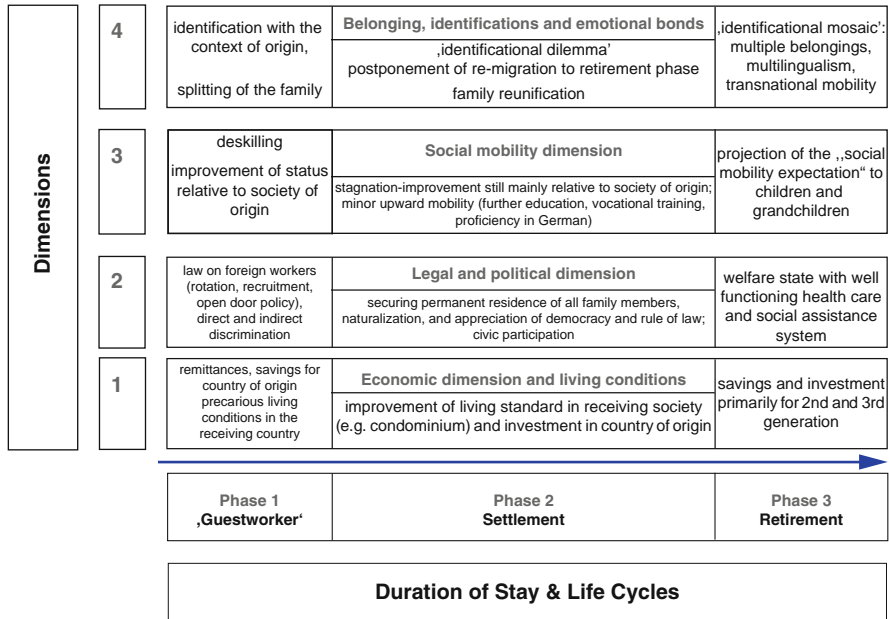 Dimensions
4
identification with the
context of origin,
splitting of the family
Belonging, identifications and emotional bonds
‚identificational dilemma’
postponement of re-migration to retirement phase
family reunification
‚identificational mosaic’:
multiple belongings,
multilingualism,
transnational mobility
3
deskilling
improvement of status
relative to society of
origin
Social mobility dimension
stagnation-improvement still mainly relative to society of origin;
minor upward mobility (further education, vocational training,
proficiency in German)
projection of the ‚‚social
mobility expectation“ to
children and
grandchildren
2
law on foreign workers
(rotation, recruitment,
open door policy),
direct and indirect
discrimination
Legal and political dimension
securing permanent residence of all family members,
naturalization, and appreciation of democracy and rule of law;
civic participation
welfare state with well
functioning health care
and social assistance
system
1
remittances, savings for
country of origin
precarious living
conditions in the
receiving country
Economic dimension and living conditions
improvement of living standard in receiving society
(e.g. condominium) and investment in country of origin
savings and investment
primarily for 2nd and 3rd
generation
Phase 1
‚Guestworker‘
Phase 2
Settlement
Phase 3
Retirement
Duration of Stay & Life Cycles